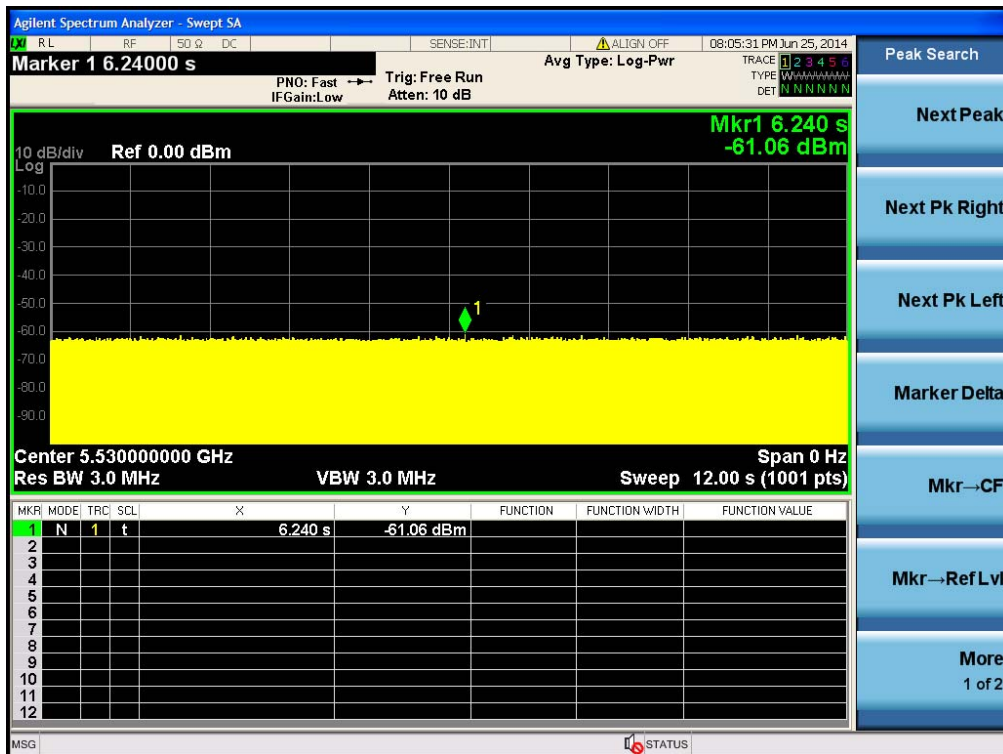 Agilent Spectrum Analyzer - Swept SA
LXI RL RF 50 Ω DC SENSE:INT ALIGN OFF 08:05:31 PM Jun 25, 2014
Marker 1 6.24000 s
PNO: Fast
IFGain:Low
Trig: Free Run
Atten: 10 dB
Avg Type: Log-Pwr
TRACE 1 2 3 4 5 6
TYPE WWWWWW
DET N N N N N N
Mkr1 6.240 s
-61.06 dBm
10 dB/div Ref 0.00 dBm
Log
-10.0
-20.0
-30.0
-40.0
-50.0
-60.0
-70.0
-80.0
-90.0
1
Center 5.530000000 GHz Span 0 Hz
Res BW 3.0 MHz VBW 3.0 MHz Sweep 12.00 s (1001 pts)
MKR MODE TRC SCL X Y FUNCTION FUNCTION WIDTH FUNCTION VALUE
1 N 1 t 6.240 s -61.06 dBm
2
3
4
5
6
7
8
9
10
11
12
MSG STATUS
Peak Search
Next Peak
Next Pk Right
Next Pk Left
Marker Delta
Mkr→CF
Mkr→Ref Lvl
More
1 of 2